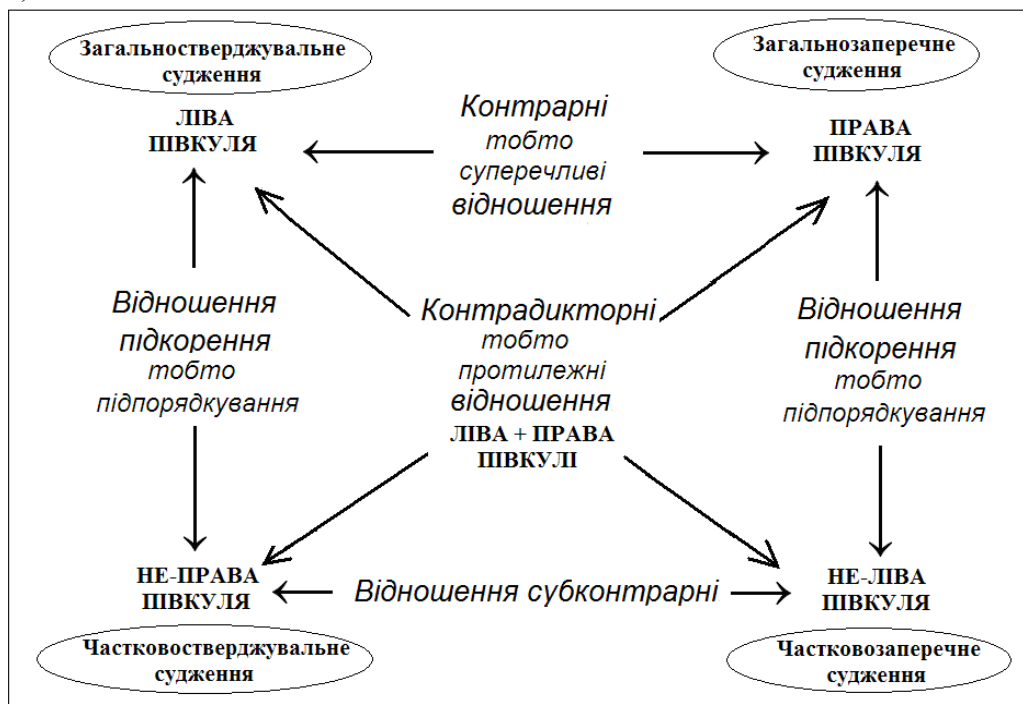 Загальностверджувальне
судження
Загальнозаперечне
судження
ЛІВА
ПІВКУЛЯ
Контрарні
тобто
суперечливі
відношення
ПРАВА
ПІВКУЛЯ
Відношення
підкорення
тобто
підпорядкування
Контрадикторні
тобто
протилежні
відношення
ЛІВА + ПРАВА
ПІВКУЛІ
Відношення
підкорення
тобто
підпорядкування
НЕ-ПРАВА
ПІВКУЛЯ
Відношення субконтрарні
НЕ-ЛІВА
ПІВКУЛЯ
Частковостверджувальне
судження
Частковозаперечне
судження